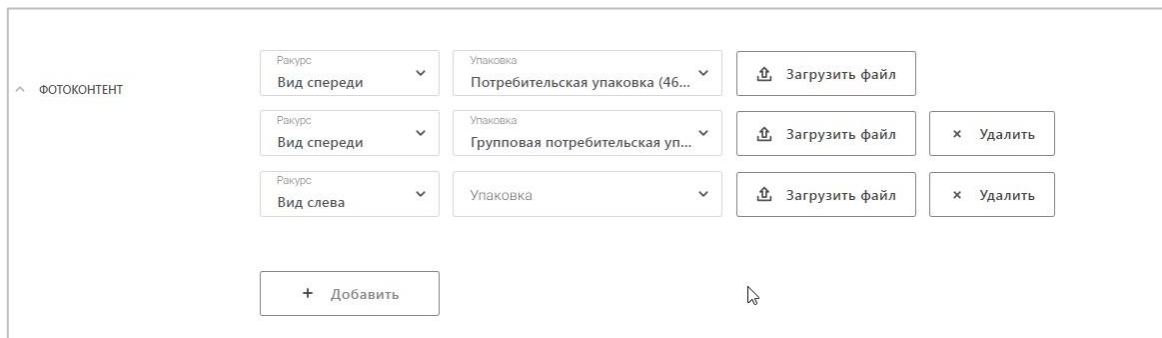 ФОТОКОНТЕНТ
Ракурс
Вид спереди
Упаковка
Потребительская упаковка (46...
Загрузить файл
Ракурс
Вид спереди
Упаковка
Групповая потребительская уп...
Загрузить файл
× Удалить
Ракурс
Вид слева
Упаковка
Загрузить файл
× Удалить
+ Добавить